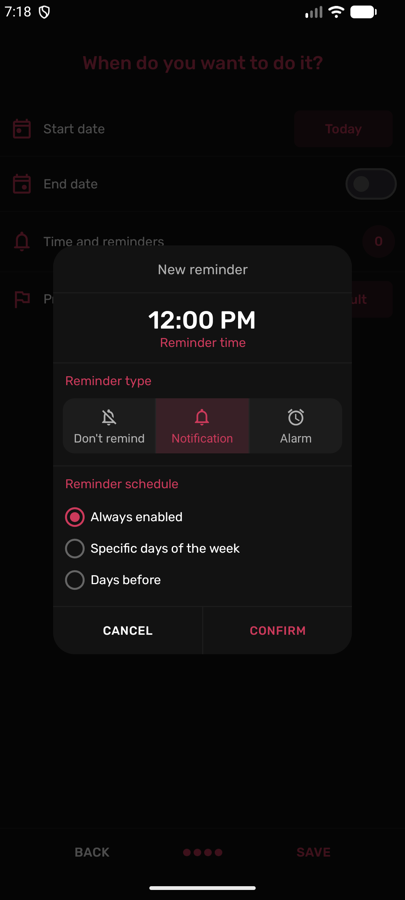 7:18
When do you want to do it?
Start date
Today
End date
Time and reminders
0
New reminder
12:00 PM
Reminder time
Reminder type
Don't remind
Notification
Alarm
Reminder schedule
Always enabled
Specific days of the week
Days before
CANCEL
CONFIRM
BACK
SAVE